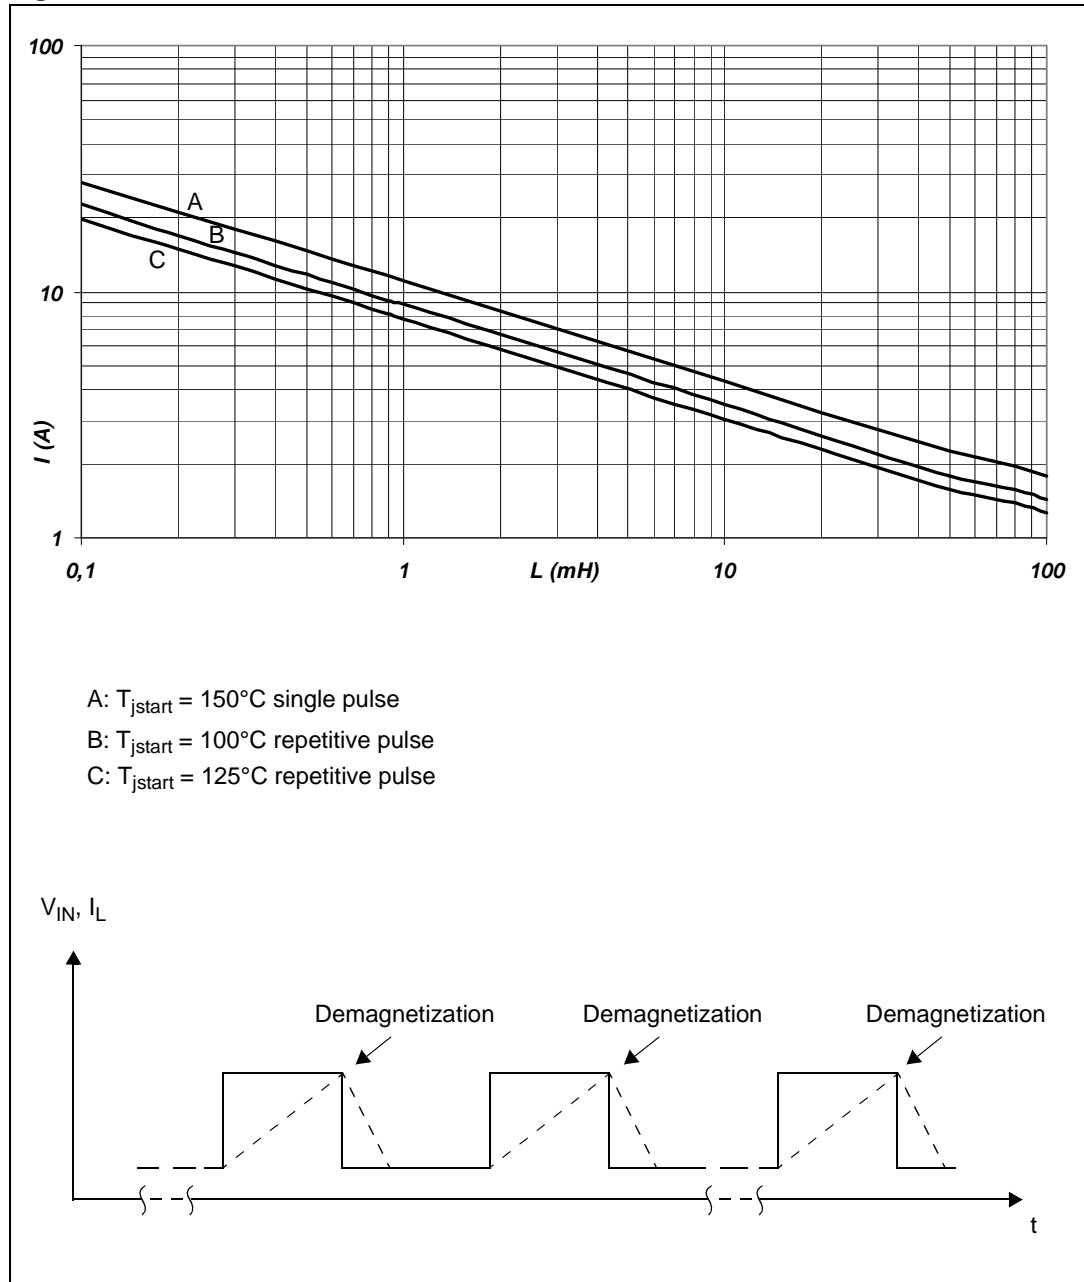 100
A
B
C
10
I (A)
1
0,1 1 L (mH) 10 100
A: Tjstart = 150°C single pulse
B: Tjstart = 100°C repetitive pulse
C: Tjstart = 125°C repetitive pulse
VIN, IL
Demagnetization Demagnetization Demagnetization
t